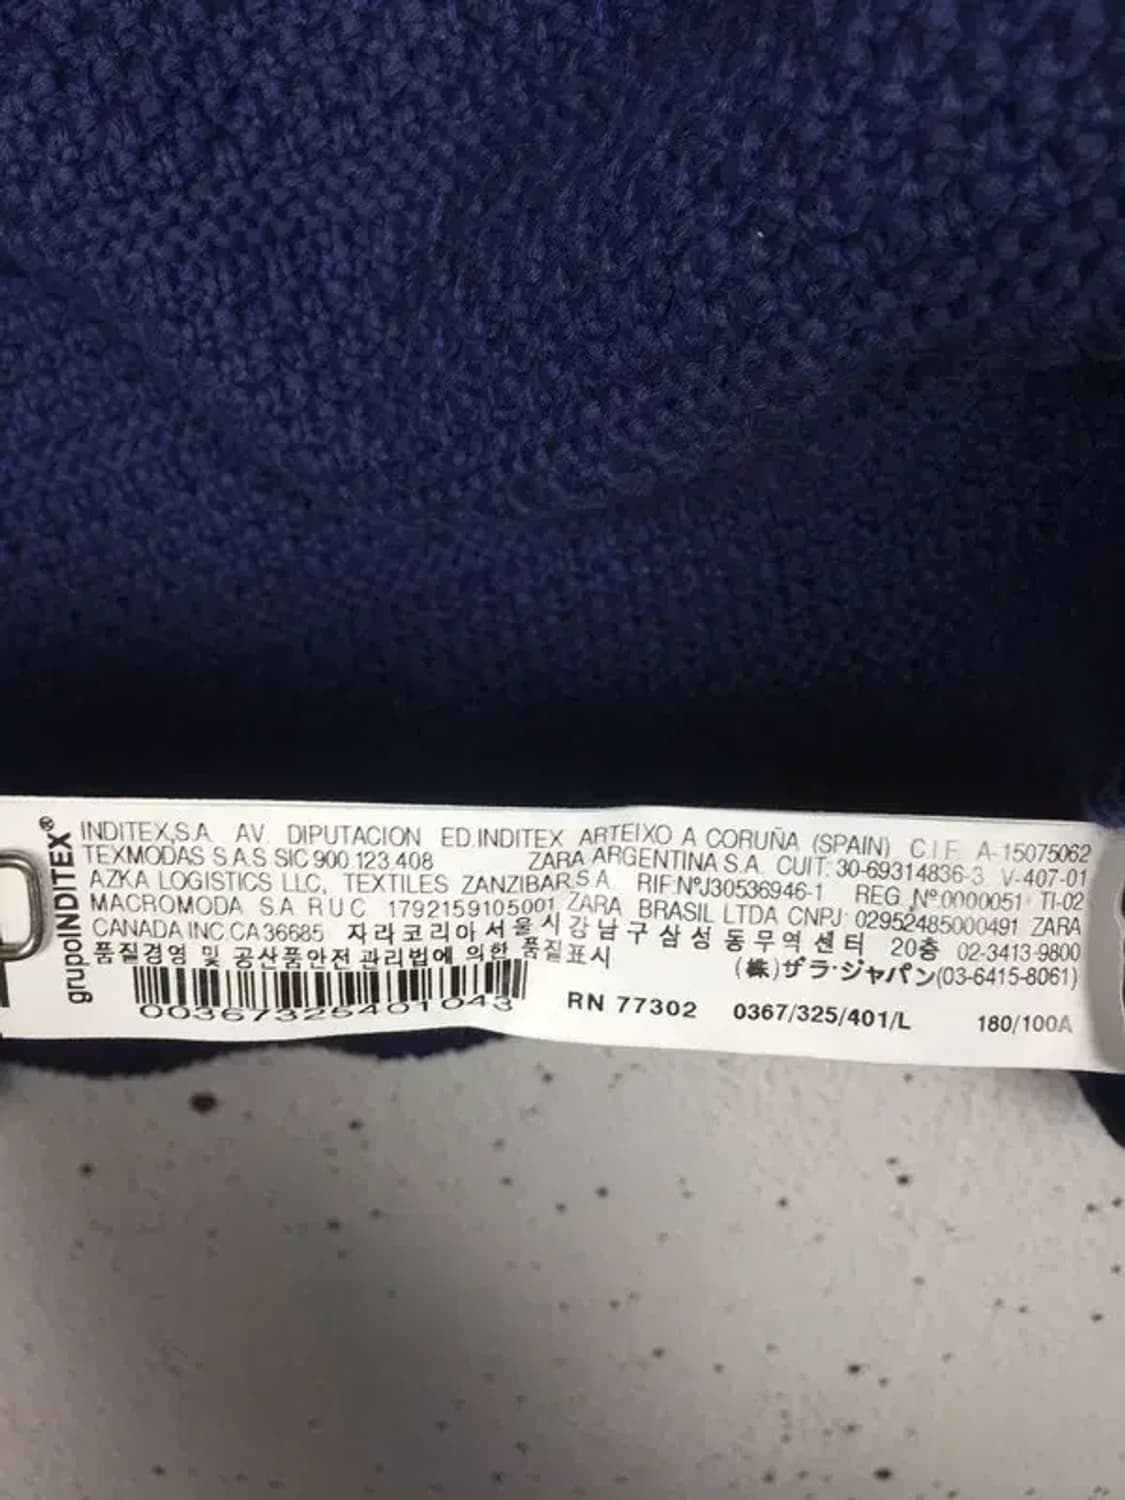 grupoINDITEX®
INDITEX,S.A. AV. DIPUTACION ED.INDITEX ARTEIXO A CORUÑA (SPAIN) C.I.F. A-15075062
TEXMODAS S.A.S SIC 900.123.408 ZARA ARGENTINA S.A. CUIT: 30-69314836-3 V-407-01
AZKA LOGISTICS LLC, TEXTILES ZANZIBAR,S.A. RIF:NºJ30536946-1 REG.Nº:0000051 TI-02
MACROMODA S.A. R.U.C 1792159105001 ZARA BRASIL LTDA CNPJ: 02952485000491 ZARA
CANADA INC.CA 36685 자라코리아 서울시 강남구 삼성동 무역센터 20층 02-3413-9800
품질경영 및 공산품안전 관리법에 의한 품질표시
(株)ザラ·ジャパン(03-6415-8061)
00367325401043 RN 77302 0367/325/401/L 180/100A